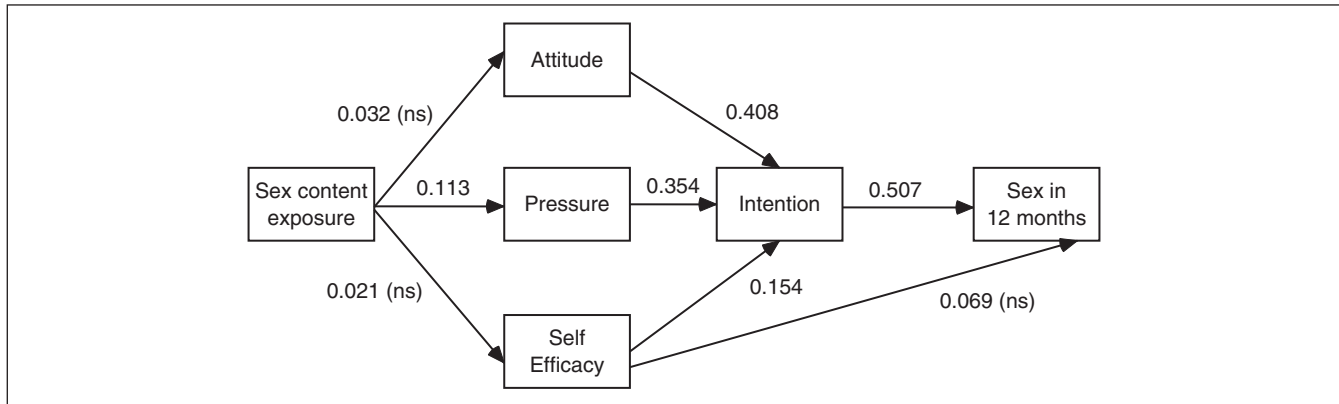 Attitude
0.032 (ns)
0.408
Sex content
exposure
0.113
Pressure
0.354
Intention
0.507
Sex in
12 months
0.021 (ns)
0.154
0.069 (ns)
Self
Efficacy